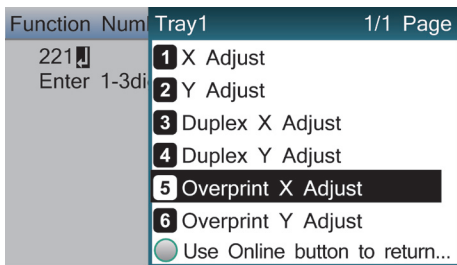 Function Num
221
Enter 1-3di
Tray1 1/1 Page
1 X Adjust
2 Y Adjust
3 Duplex X Adjust
4 Duplex Y Adjust
5 Overprint X Adjust
6 Overprint Y Adjust
Use Online button to return...